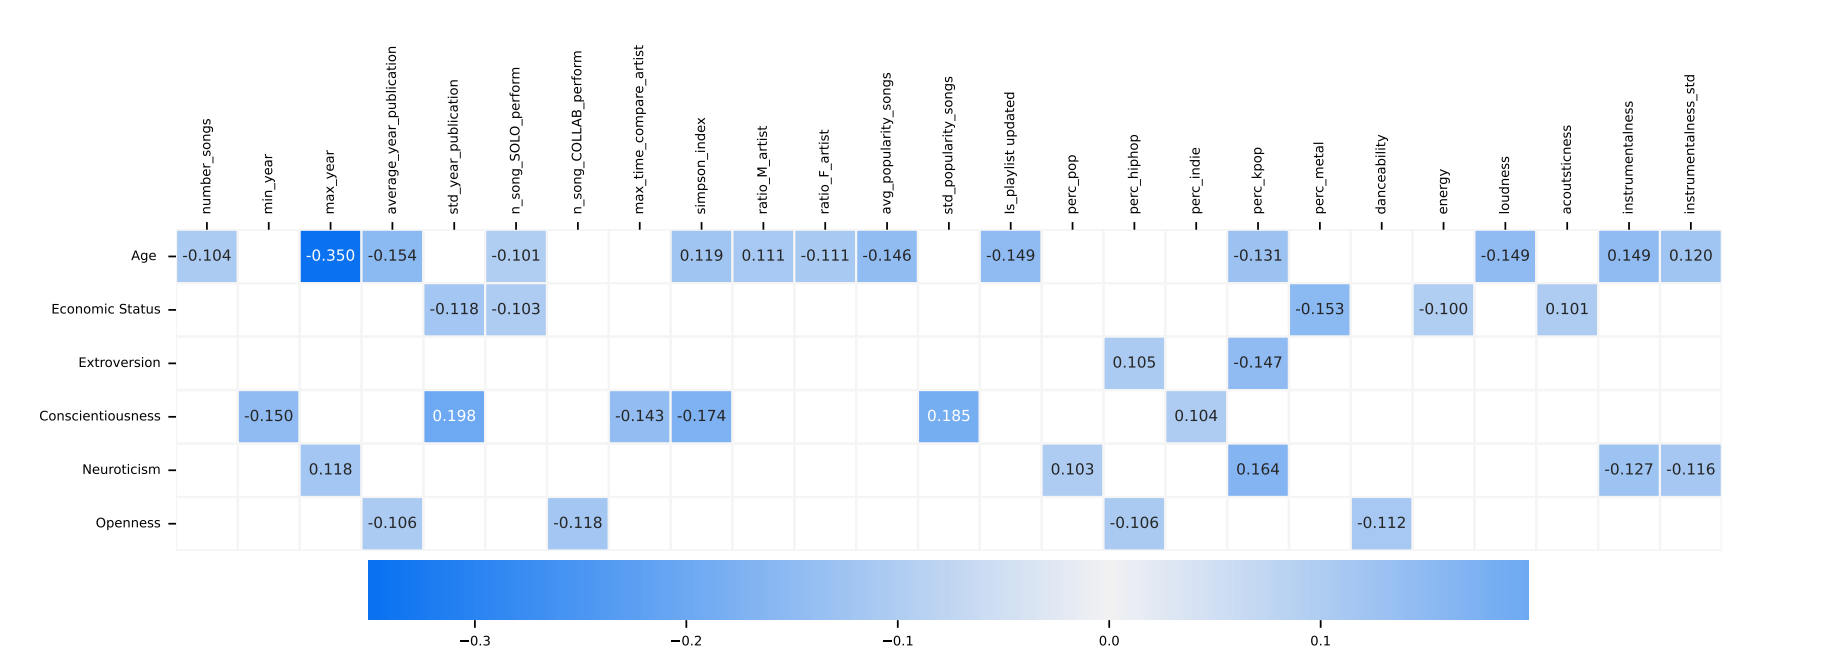 number_songs
min_year
max_year
average_year_publication
std_year_publication
n_song_SOLO_perform
n_song_COLLAB_perform
max_time_compare_artist
simpson_index
ratio_M_artist
ratio_F_artist
avg_popularity_songs
std_popularity_songs
Is_playlist updated
perc_pop
perc_hiphop
perc_indie
perc_kpop
perc_metal
danceability
energy
loudness
acoutsticness
instrumentalness
instrumentalness_std
Age -0.104 -0.350 -0.154 -0.101 0.119 0.111 -0.111 -0.146 -0.149 -0.131 -0.149 0.149 0.120
Economic Status -0.118 -0.103 -0.153 -0.100 0.101
Extroversion 0.105 -0.147
Conscientiousness -0.150 0.198 -0.143 -0.174 0.185 0.104
Neuroticism 0.118 0.103 0.164 -0.127 -0.116
Openness -0.106 -0.118 -0.106 -0.112
−0.3 −0.2 −0.1 0.0 0.1